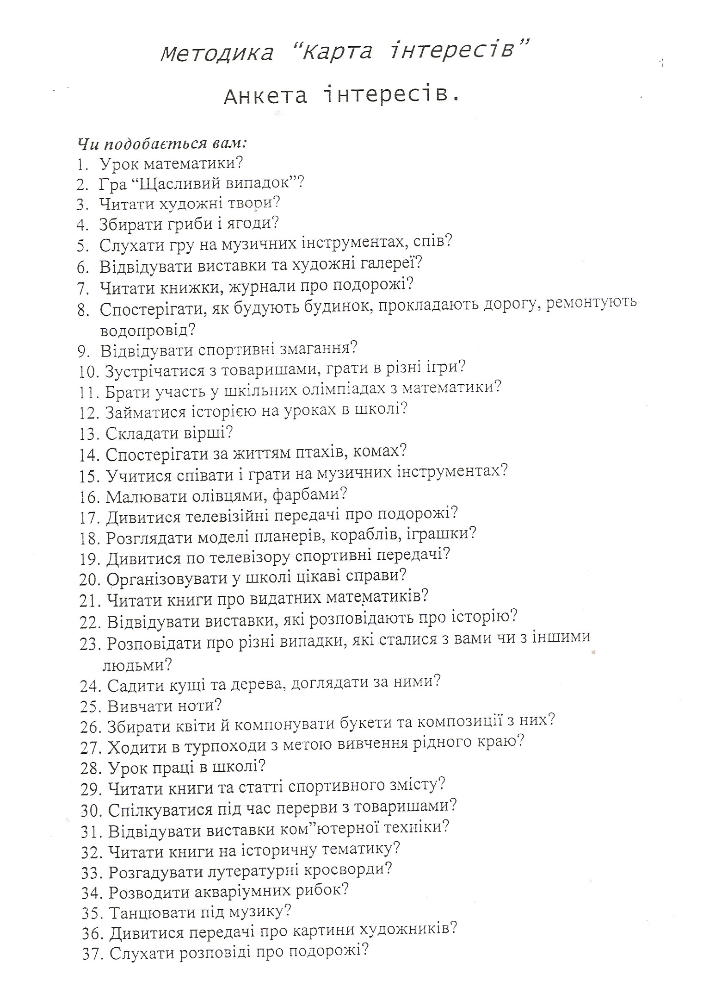 Методика “Карта інтересів”
Анкета інтересів.
Чи подобається вам:
1. Урок математики?
2. Гра “Щасливий випадок”?
3. Читати художні твори?
4. Збирати гриби і ягоди?
5. Слухати гру на музичних інструментах, спів?
6. Відвідувати виставки та художні галереї?
7. Читати книжки, журнали про подорожі?
8. Спостерігати, як будують будинок, прокладають дорогу, ремонтують
водопровід?
9. Відвідувати спортивні змагання?
10. Зустрічатися з товаришами, грати в різні ігри?
11. Брати участь у шкільних олімпіадах з математики?
12. Займатися історією на уроках в школі?
13. Складати вірші?
14. Спостерігати за життям птахів, комах?
15. Учитися співати і грати на музичних інструментах?
16. Малювати олівцями, фарбами?
17. Дивитися телевізійні передачі про подорожі?
18. Розглядати моделі планерів, кораблів, іграшки?
19. Дивитися по телевізору спортивні передачі?
20. Організовувати у школі цікаві справи?
21. Читати книги про видатних математиків?
22. Відвідувати виставки, які розповідають про історію?
23. Розповідати про різні випадки, які сталися з вами чи з іншими
людьми?
24. Садити кущі та дерева, доглядати за ними?
25. Вивчати ноти?
26. Збирати квіти й компонувати букети та композиції з них?
27. Ходити в турпоходи з метою вивчення рідного краю?
28. Урок праці в школі?
29. Читати книги та статті спортивного змісту?
30. Спілкуватися під час перерви з товаришами?
31. Відвідувати виставки ком”ютерної техніки?
32. Читати книги на історичну тематику?
33. Розгадувати лутературні кросворди?
34. Розводити акваріумних рибок?
35. Танцювати під музику?
36. Дивитися передачі про картини художників?
37. Слухати розповіді про подорожі?